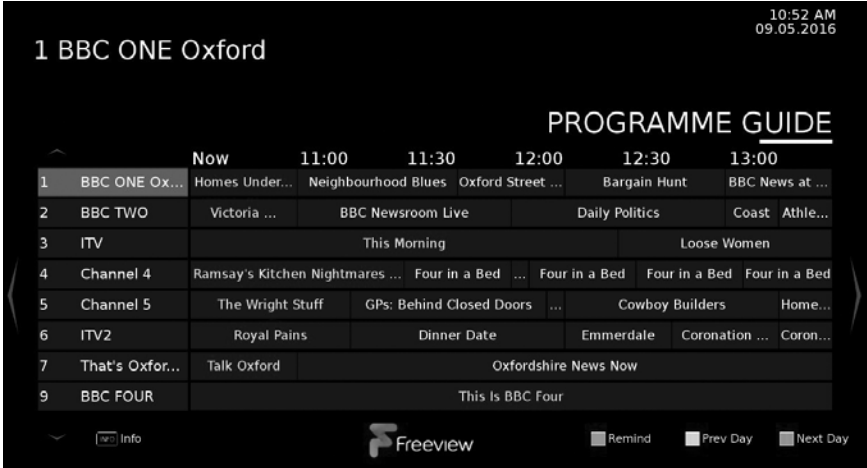 10:52 AM
09.05.2016
1 BBC ONE Oxford
PROGRAMME GUIDE
Now 11:00 11:30 12:00 12:30 13:00
1 BBC ONE Ox... Homes Under... Neighbourhood Blues Oxford Street ... Bargain Hunt BBC News at ...
2 BBC TWO Victoria ... BBC Newsroom Live Daily Politics Coast Athle...
3 ITV This Morning Loose Women
4 Channel 4 Ramsay's Kitchen Nightmares ... Four in a Bed ... Four in a Bed Four in a Bed Four in a Bed
5 Channel 5 The Wright Stuff GPs: Behind Closed Doors ... Cowboy Builders Home...
6 ITV2 Royal Pains Dinner Date Emmerdale Coronation ... Coron...
7 That's Oxfor... Talk Oxford Oxfordshire News Now
9 BBC FOUR This Is BBC Four
INFO Info Freeview Remind Prev Day Next Day